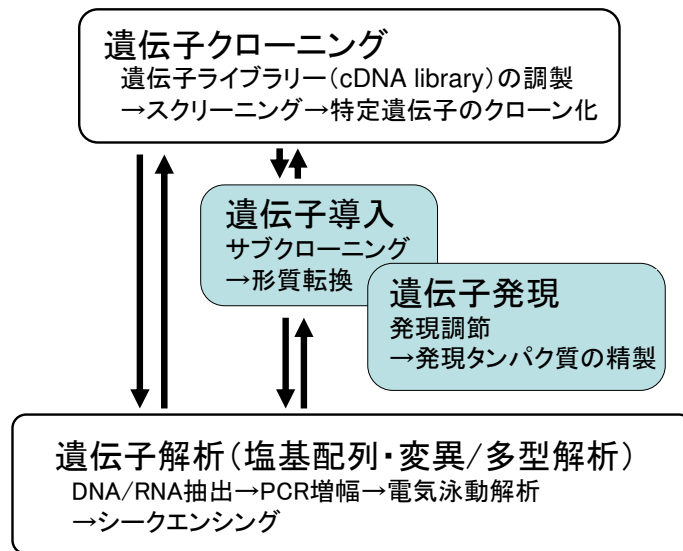 遺伝子クローニング
遺伝子ライブラリー(cDNA library)の調製
→スクリーニング→特定遺伝子のクローン化
遺伝子導入
サブクローニング
→形質転換
遺伝子発現
発現調節
→発現タンパク質の精製
遺伝子解析(塩基配列・変異/多型解析)
DNA/RNA抽出→PCR増幅→電気泳動解析
→シークエンシング